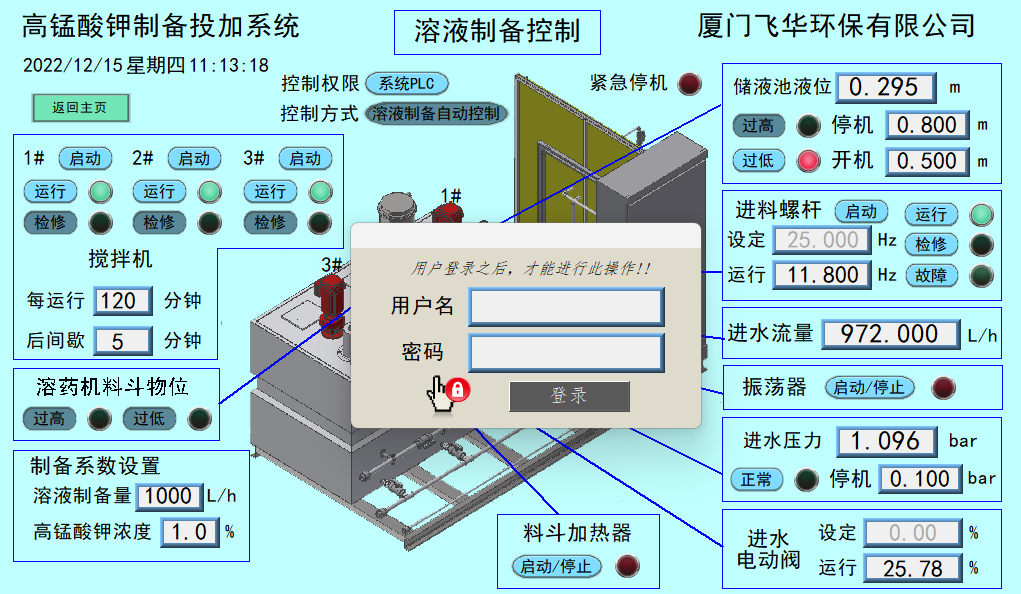 高锰酸钾制备投加系统
溶液制备控制
厦门飞华环保有限公司
2022/12/15 星期四 11:13:18
返回主页
控制权限 系统PLC
控制方式 溶液制备自动控制
紧急停机
储液池液位 0.295 m
过高 停机 0.800 m
过低 开机 0.500 m
1# 启动 2# 启动 3# 启动
运行 运行 运行
检修 检修 检修
搅拌机
每运行 120 分钟
后间歇 5 分钟
1#
3#
进料螺杆 启动 运行
设定 25.000 Hz 检修
运行 11.800 Hz 故障
用户登录之后，才能进行此操作!!
用户名
密码
登录
进水流量 972.000 L/h
溶药机料斗物位
过高 过低
振荡器 启动/停止
制备系数设置
溶液制备量 1000 L/h
高锰酸钾浓度 1.0 %
进水压力 1.096 bar
正常 停机 0.100 bar
料斗加热器
启动/停止
进水
电动阀
设定 0.00 %
运行 25.78 %